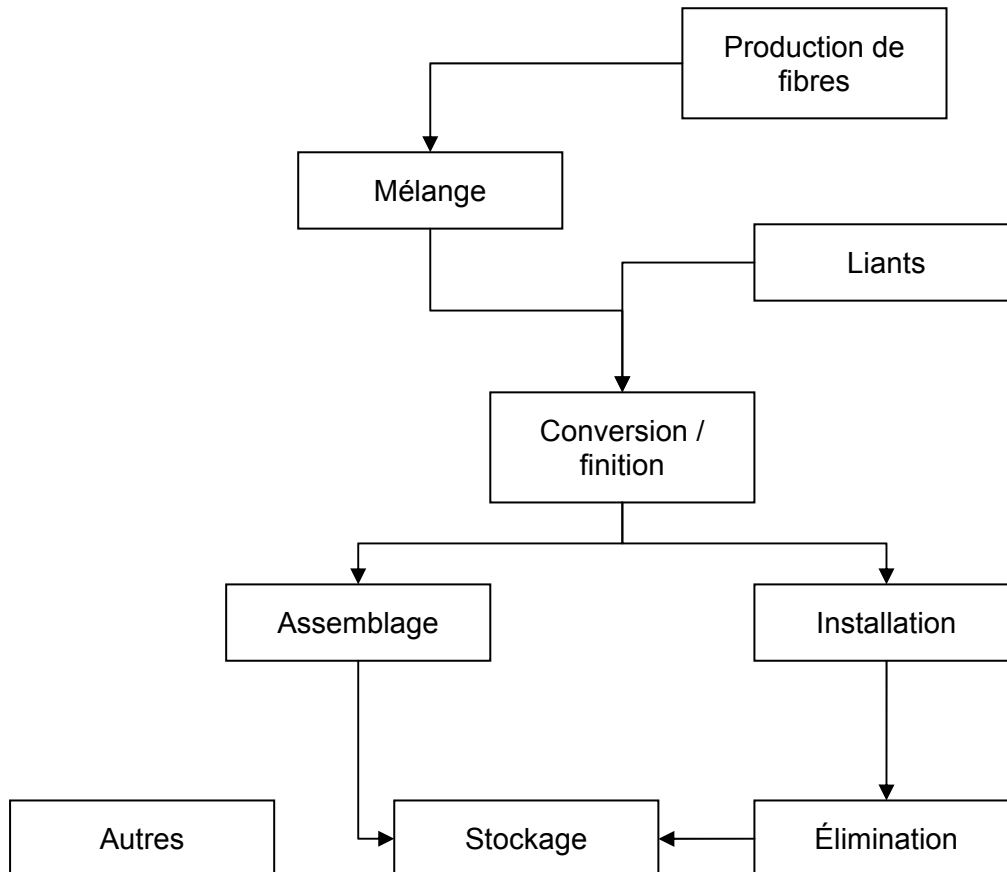 Production de
fibres
Mélange
Liants
Conversion /
finition
Assemblage
Installation
Autres
Stockage
Élimination